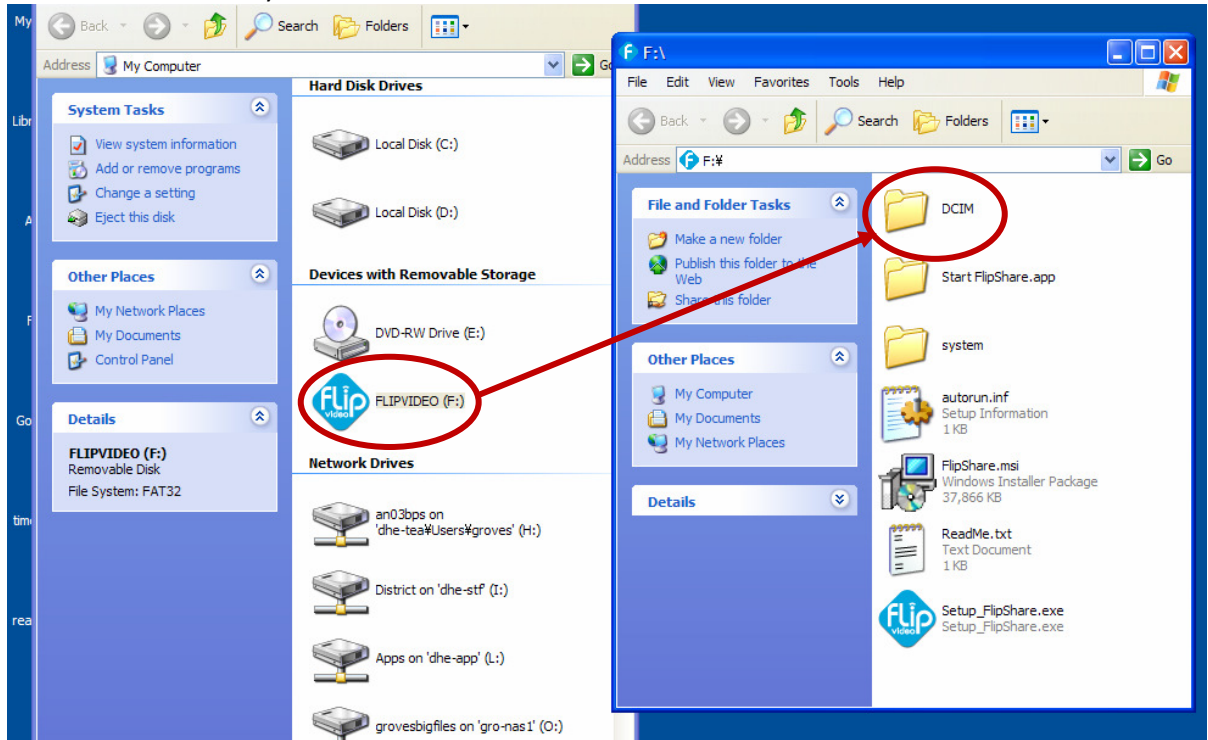 My
Back
Search
Folders
Address
My Computer
Go
Libr
A
F
Go
time
rea
System Tasks
View system information
Add or remove programs
Change a setting
Eject this disk
Other Places
My Network Places
My Documents
Control Panel
Details
FLIPVIDEO (F:)
Removable Disk
File System: FAT32
Hard Disk Drives
Local Disk (C:)
Local Disk (D:)
Devices with Removable Storage
DVD-RW Drive (E:)
FLip
video
FLIPVIDEO (F:)
Network Drives
an03bps on
'dhe-tea¥Users¥groves' (H:)
District on 'dhe-stf' (I:)
Apps on 'dhe-app' (L:)
grovesbigfiles on 'gro-nas1' (O:)
F:\
File Edit View Favorites Tools Help
Back
Search
Folders
Address
F:¥
Go
File and Folder Tasks
Make a new folder
Publish this folder to the
Web
Share this folder
Other Places
My Computer
My Documents
My Network Places
Details
DCIM
Start FlipShare.app
system
autorun.inf
Setup Information
1 KB
FlipShare.msi
Windows Installer Package
37,866 KB
ReadMe.txt
Text Document
1 KB
FLip
video
Setup_FlipShare.exe
Setup_FlipShare.exe